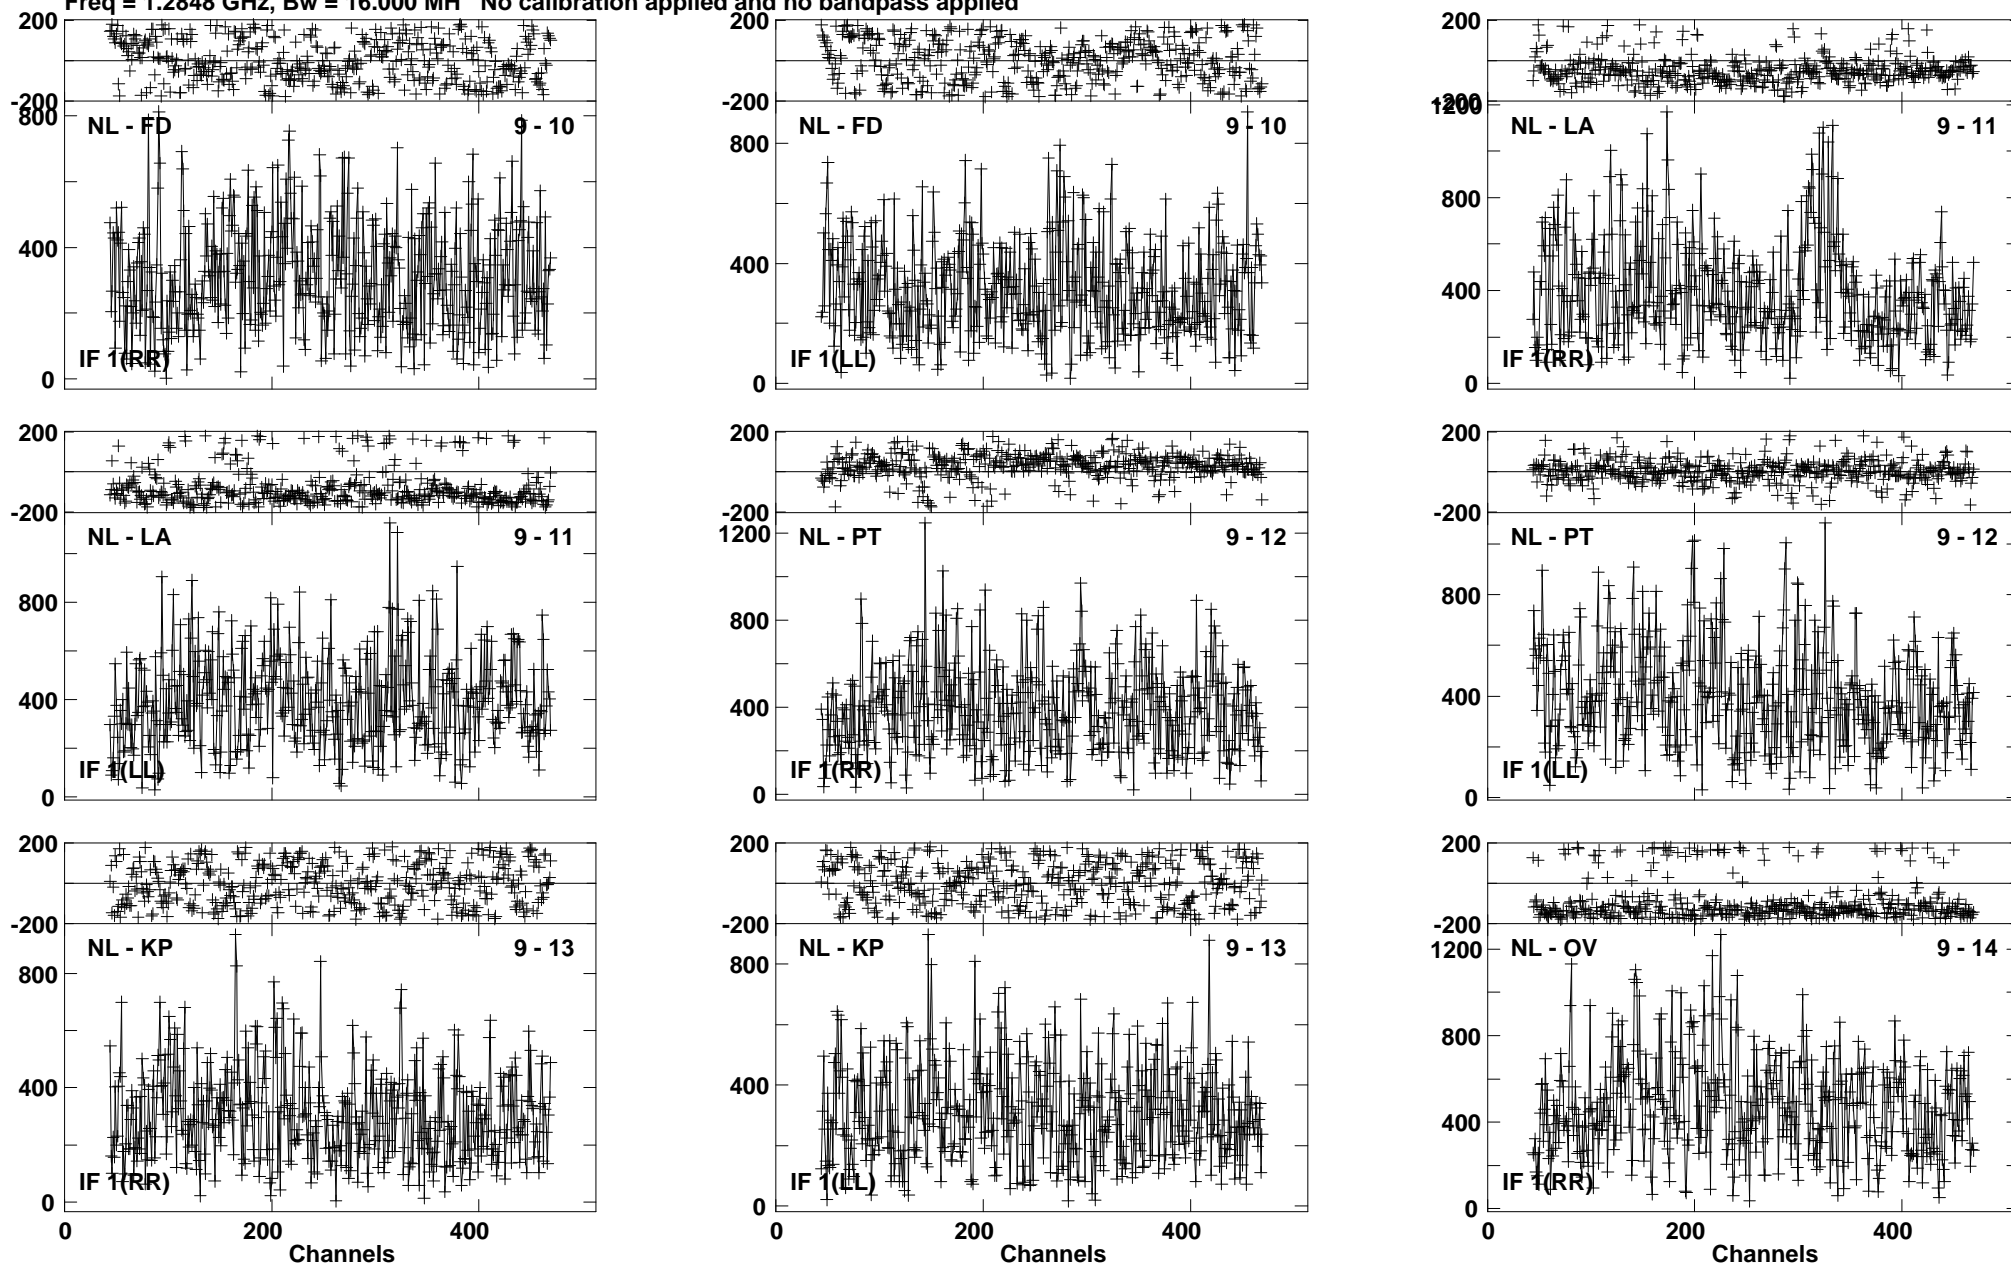 Freq = 1.2848 GHz, Bw = 16.000 MH No calibration applied and no bandpass applied
200
-200
800
400
0
NL - FD
9 - 10
IF 1(RR)
200
-200
800
400
0
NL - FD
9 - 10
IF 1(LL)
200
-200
1200
800
400
0
NL - LA
9 - 11
IF 1(RR)
200
-200
800
400
0
NL - LA
9 - 11
IF 1(LL)
200
-200
1200
800
400
0
NL - PT
9 - 12
IF 1(RR)
200
-200
800
400
0
NL - PT
9 - 12
IF 1(LL)
200
-200
800
400
0
NL - KP
9 - 13
IF 1(RR)
0 200 400
Channels
200
-200
800
400
0
NL - KP
9 - 13
IF 1(LL)
0 200 400
Channels
200
-200
1200
800
400
0
NL - OV
9 - 14
IF 1(RR)
0 200 400
Channels